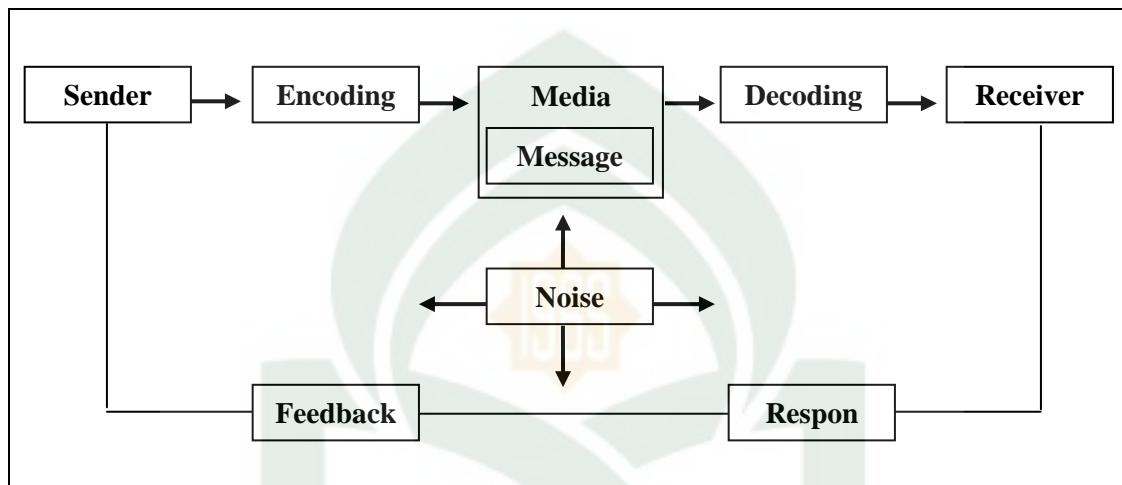 Sender
Encoding
Media
Decoding
Receiver
Message
Noise
Feedback
Respon